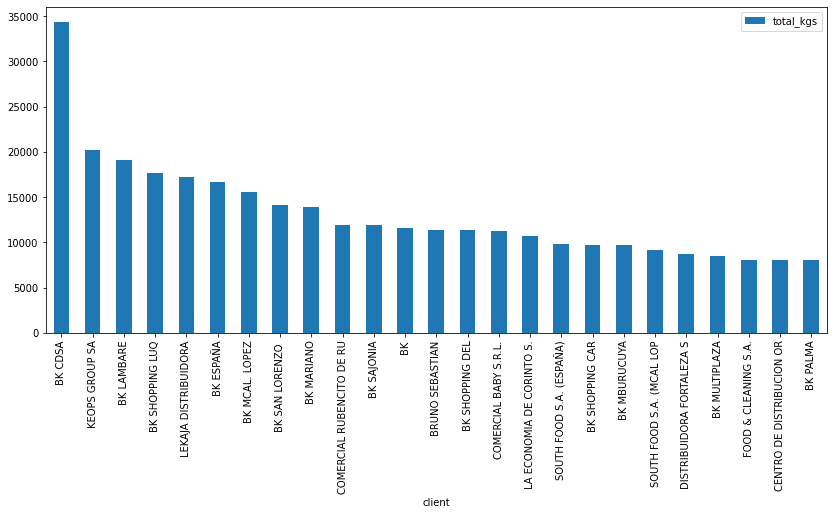 35000
30000
25000
20000
15000
10000
5000
0
total_kgs
BK CDSA
KEOPS GROUP SA
BK LAMBARE
BK SHOPPING LUQ
LEKAJA DISTRIBUIDORA
BK ESPAÑA
BK MCAL. LOPEZ
BK SAN LORENZO
BK MARIANO
COMERCIAL RUBENCITO DE RU
BK SAJONIA
BK
BRUNO SEBASTIAN
BK SHOPPING DEL
COMERCIAL BABY S.R.L.
LA ECONOMIA DE CORINTO S.
SOUTH FOOD S.A. (ESPAÑA)
BK SHOPPING CAR
BK MBURUCUYA
SOUTH FOOD S.A. (MCAL LOP
DISTRIBUIDORA FORTALEZA S
BK MULTIPLAZA
FOOD & CLEANING S.A.
CENTRO DE DISTRIBUCION OR
BK PALMA
client